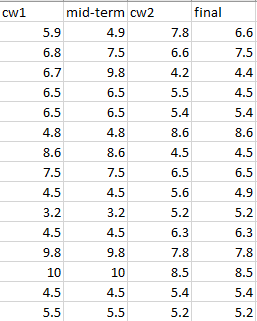 cw1 mid-term cw2 final
5.9 4.9 7.8 6.6
6.8 7.5 6.6 7.5
6.7 9.8 4.2 4.4
6.5 6.5 5.5 4.5
6.5 6.5 5.4 5.4
4.8 4.8 8.6 8.6
8.6 8.6 4.5 4.5
7.5 7.5 6.5 6.5
4.5 4.5 5.6 4.9
3.2 3.2 5.2 5.2
4.5 4.5 6.3 6.3
9.8 9.8 7.8 7.8
10 10 8.5 8.5
4.5 4.5 5.4 5.4
5.5 5.5 5.2 5.2